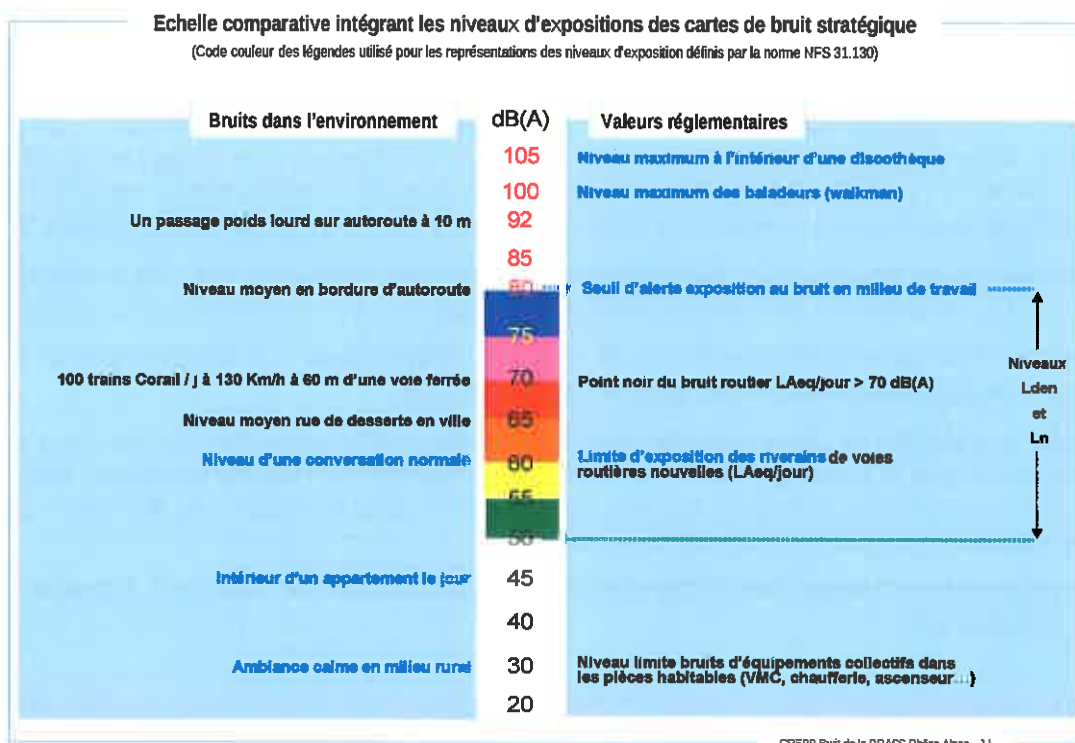 Echelle comparative intégrant les niveaux d'expositions des cartes de bruit stratégique
(Code couleur des légendes utilisé pour les représentations des niveaux d'exposition définis par la norme NFS 31.130)
Bruits dans l'environnement
dB(A)
Valeurs réglementaires
105
Niveau maximum à l'intérieur d'une discothèque
100
Niveau maximum des baladeurs (walkman)
Un passage poids lourd sur autoroute à 10 m
92
85
Niveau moyen en bordure d'autoroute
80
Seuil d'alerte exposition au bruit en milieu de travail
75
Niveaux
Lden
et
Ln
100 trains Corail / j à 130 Km/h à 60 m d'une voie ferrée
70
Point noir du bruit routier LAeq/jour > 70 dB(A)
Niveau moyen rue de desserte en ville
65
Niveau d'une conversation normale
60
Limite d'exposition des riverains de voies
routières nouvelles (LAeq/jour)
50
Intérieur d'un appartement le jour
45
40
Ambiance calme en milieu rural
30
Niveau limite bruits d'équipements collectifs dans
les pièces habitables (VMC, chaufferie, ascenseur...)
20